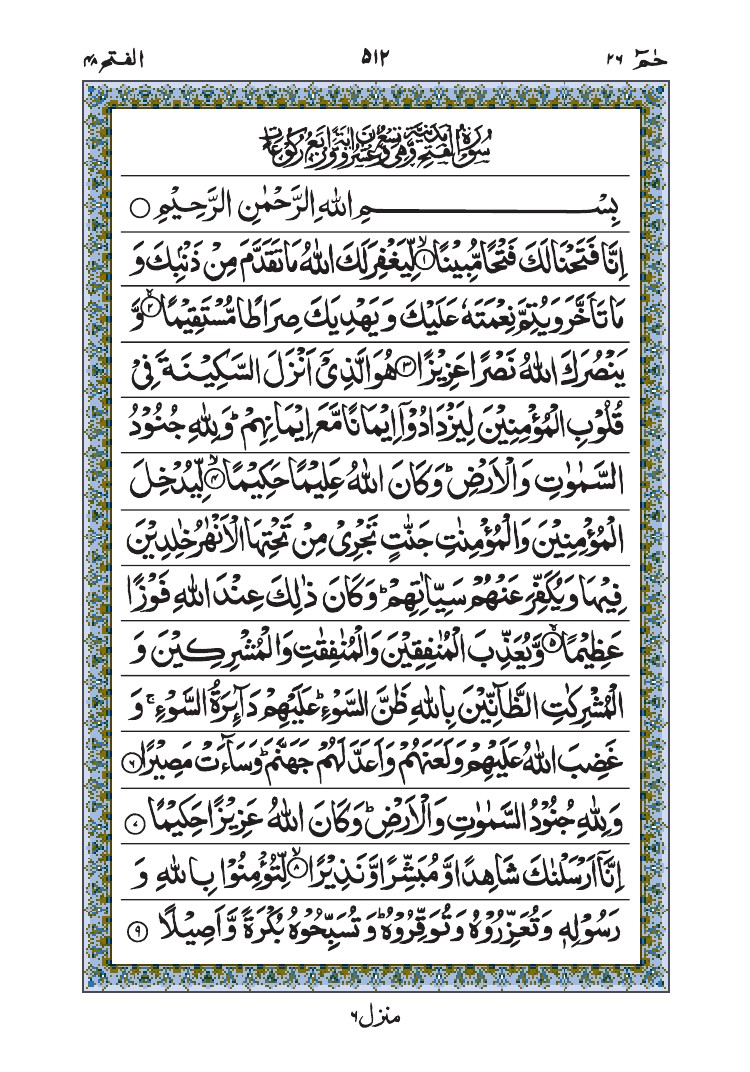 حٰمٓ ۲۶ ۵۱۲ الفتح ۴۸
سُوْرَةُ الْفَتْحِ مَدَنِيَّةٌ وَّهِيَ تِسْعٌ وَّعِشْرُوْنَ اٰيَةً وَّاَرْبَعُ رُكُوْعَاتٍ
بِسْمِ اللّٰهِ الرَّحْمٰنِ الرَّحِيْمِ ○
اِنَّا فَتَحْنَا لَكَ فَتْحًا مُّبِيْنًا ۙ﴿۱﴾ لِّيَغْفِرَ لَكَ اللّٰهُ مَا تَقَدَّمَ مِنْ ذَنْۢبِكَ وَ
مَا تَاَخَّرَ وَ يُتِمَّ نِعْمَتَهٗ عَلَيْكَ وَ يَهْدِيَكَ صِرَاطًا مُّسْتَقِيْمًا ۙ﴿۲﴾ وَّ
يَنْصُرَكَ اللّٰهُ نَصْرًا عَزِيْزًا ﴿۳﴾ هُوَ الَّذِيْۤ اَنْزَلَ السَّكِيْنَةَ فِيْ
قُلُوْبِ الْمُؤْمِنِيْنَ لِيَزْدَادُوْۤا اِيْمَانًا مَّعَ اِيْمَانِهِمْ ؕ وَ لِلّٰهِ جُنُوْدُ
السَّمٰوٰتِ وَ الْاَرْضِ ؕ وَ كَانَ اللّٰهُ عَلِيْمًا حَكِيْمًا ۙ﴿۴﴾ لِّيُدْخِلَ
الْمُؤْمِنِيْنَ وَ الْمُؤْمِنٰتِ جَنّٰتٍ تَجْرِيْ مِنْ تَحْتِهَا الْاَنْهٰرُ خٰلِدِيْنَ
فِيْهَا وَ يُكَفِّرَ عَنْهُمْ سَيِّاٰتِهِمْ ؕ وَ كَانَ ذٰلِكَ عِنْدَ اللّٰهِ فَوْزًا
عَظِيْمًا ۙ﴿۵﴾ وَّ يُعَذِّبَ الْمُنٰفِقِيْنَ وَ الْمُنٰفِقٰتِ وَ الْمُشْرِكِيْنَ وَ
الْمُشْرِكٰتِ الظَّآنِّيْنَ بِاللّٰهِ ظَنَّ السَّوْءِ ؕ عَلَيْهِمْ دَآئِرَةُ السَّوْءِ ۚ وَ
غَضِبَ اللّٰهُ عَلَيْهِمْ وَ لَعَنَهُمْ وَ اَعَدَّ لَهُمْ جَهَنَّمَ ؕ وَ سَآءَتْ مَصِيْرًا ﴿۶﴾
وَ لِلّٰهِ جُنُوْدُ السَّمٰوٰتِ وَ الْاَرْضِ ؕ وَ كَانَ اللّٰهُ عَزِيْزًا حَكِيْمًا ﴿۷﴾
اِنَّاۤ اَرْسَلْنٰكَ شَاهِدًا وَّ مُبَشِّرًا وَّ نَذِيْرًا ۙ﴿۸﴾ لِّتُؤْمِنُوْا بِاللّٰهِ وَ
رَسُوْلِهٖ وَ تُعَزِّرُوْهُ وَ تُوَقِّرُوْهُ ؕ وَ تُسَبِّحُوْهُ بُكْرَةً وَّ اَصِيْلًا ﴿۹﴾
منزل ۶